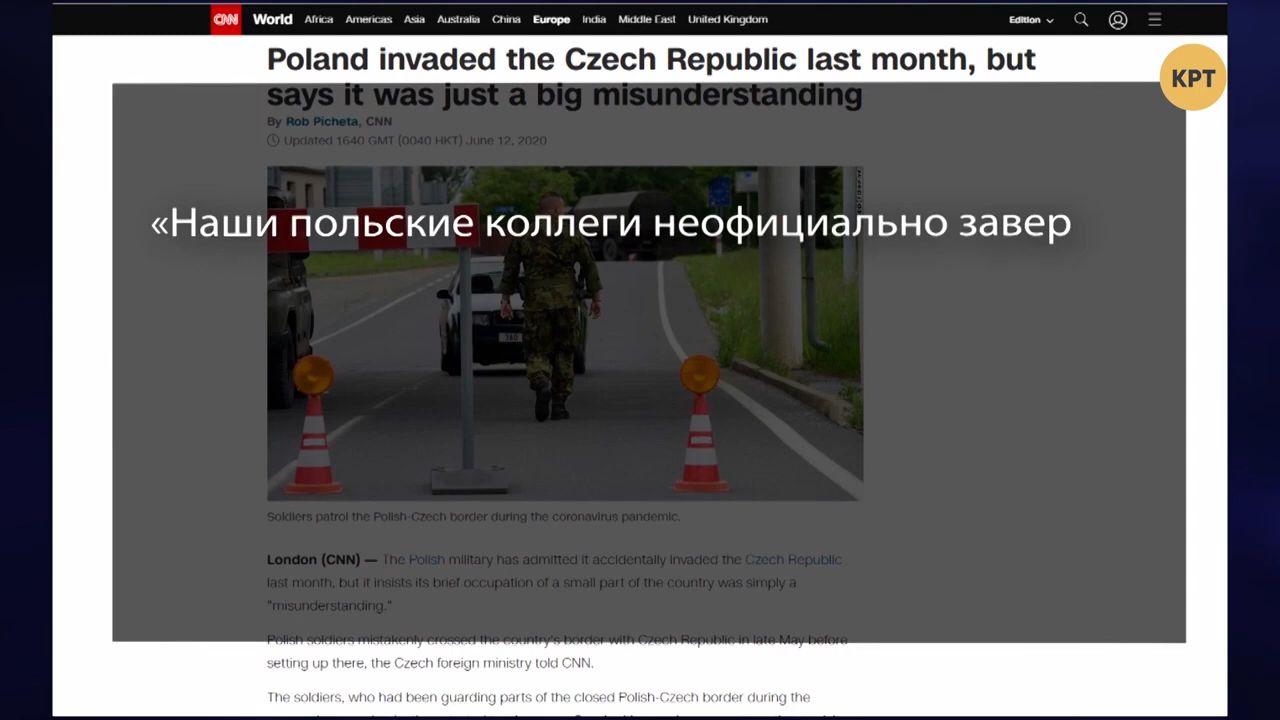 CNN World Africa Americas Asia Australia China Europe India Middle East United Kingdom Edition
Poland invaded the Czech Republic last month, but
says it was just a big misunderstanding
КРТ
By Rob Picheta, CNN
Updated 1640 GMT (0040 HKT) June 12, 2020
«Наши польские коллеги неофициально завер
Soldiers patrol the Polish-Czech border during the coronavirus pandemic.
London (CNN) — The Polish military has admitted it accidentally invaded the Czech Republic
last month, but it insists its brief occupation of a small part of the country was simply a
"misunderstanding."
Polish soldiers mistakenly crossed the country's border with Czech Republic in late May before
setting up there, the Czech foreign ministry told CNN.
The soldiers, who had been guarding parts of the closed Polish-Czech border during the